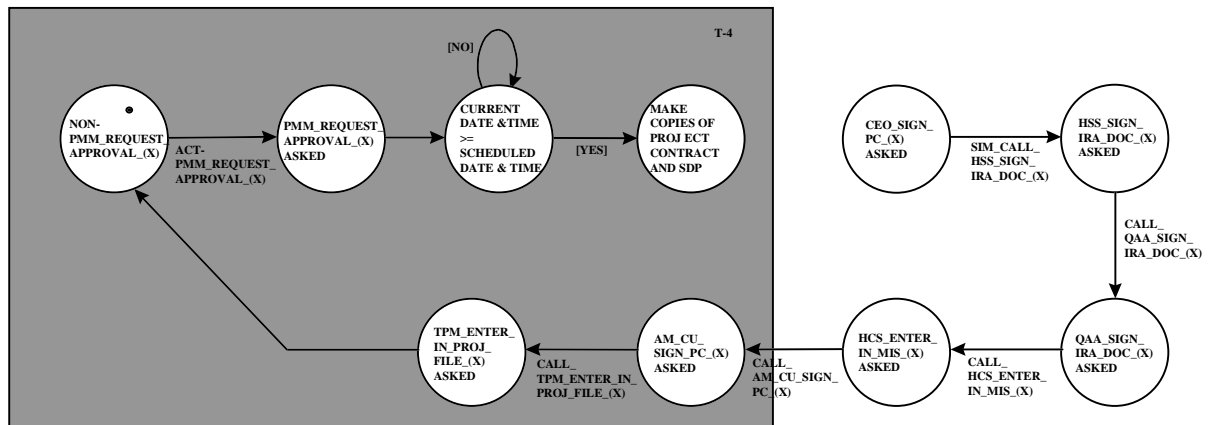 T-4
[NO]
NON-
PMM_REQUEST_
APPROVAL_(X)
ACT-
PMM_REQUEST_
APPROVAL_(X)
PMM_REQUEST_
APPROVAL_(X)
ASKED
CURRENT
DATE &TIME
>=
SCHEDULED
DATE & TIME
[YES]
MAKE
COPIES OF
PROJ ECT
CONTRACT
AND SDP
CEO_SIGN_
PC_(X)
ASKED
SIM_CALL_
HSS_SIGN_
IRA_DOC_(X)
HSS_SIGN_
IRA_DOC_(X)
ASKED
CALL_
QAA_SIGN_
IRA_DOC_(X)
TPM_ENTER_
IN_PROJ_
FILE_(X)
ASKED
CALL_
TPM_ENTER_IN_
PROJ_FILE_(X)
AM_CU_
SIGN_PC_(X)
ASKED
CALL_
AM_CU_SIGN_
PC_(X)
HCS_ENTER_
IN_MIS_(X)
ASKED
CALL_
HCS_ENTER_
IN_MIS_(X)
QAA_SIGN_
IRA_DOC_(X)
ASKED